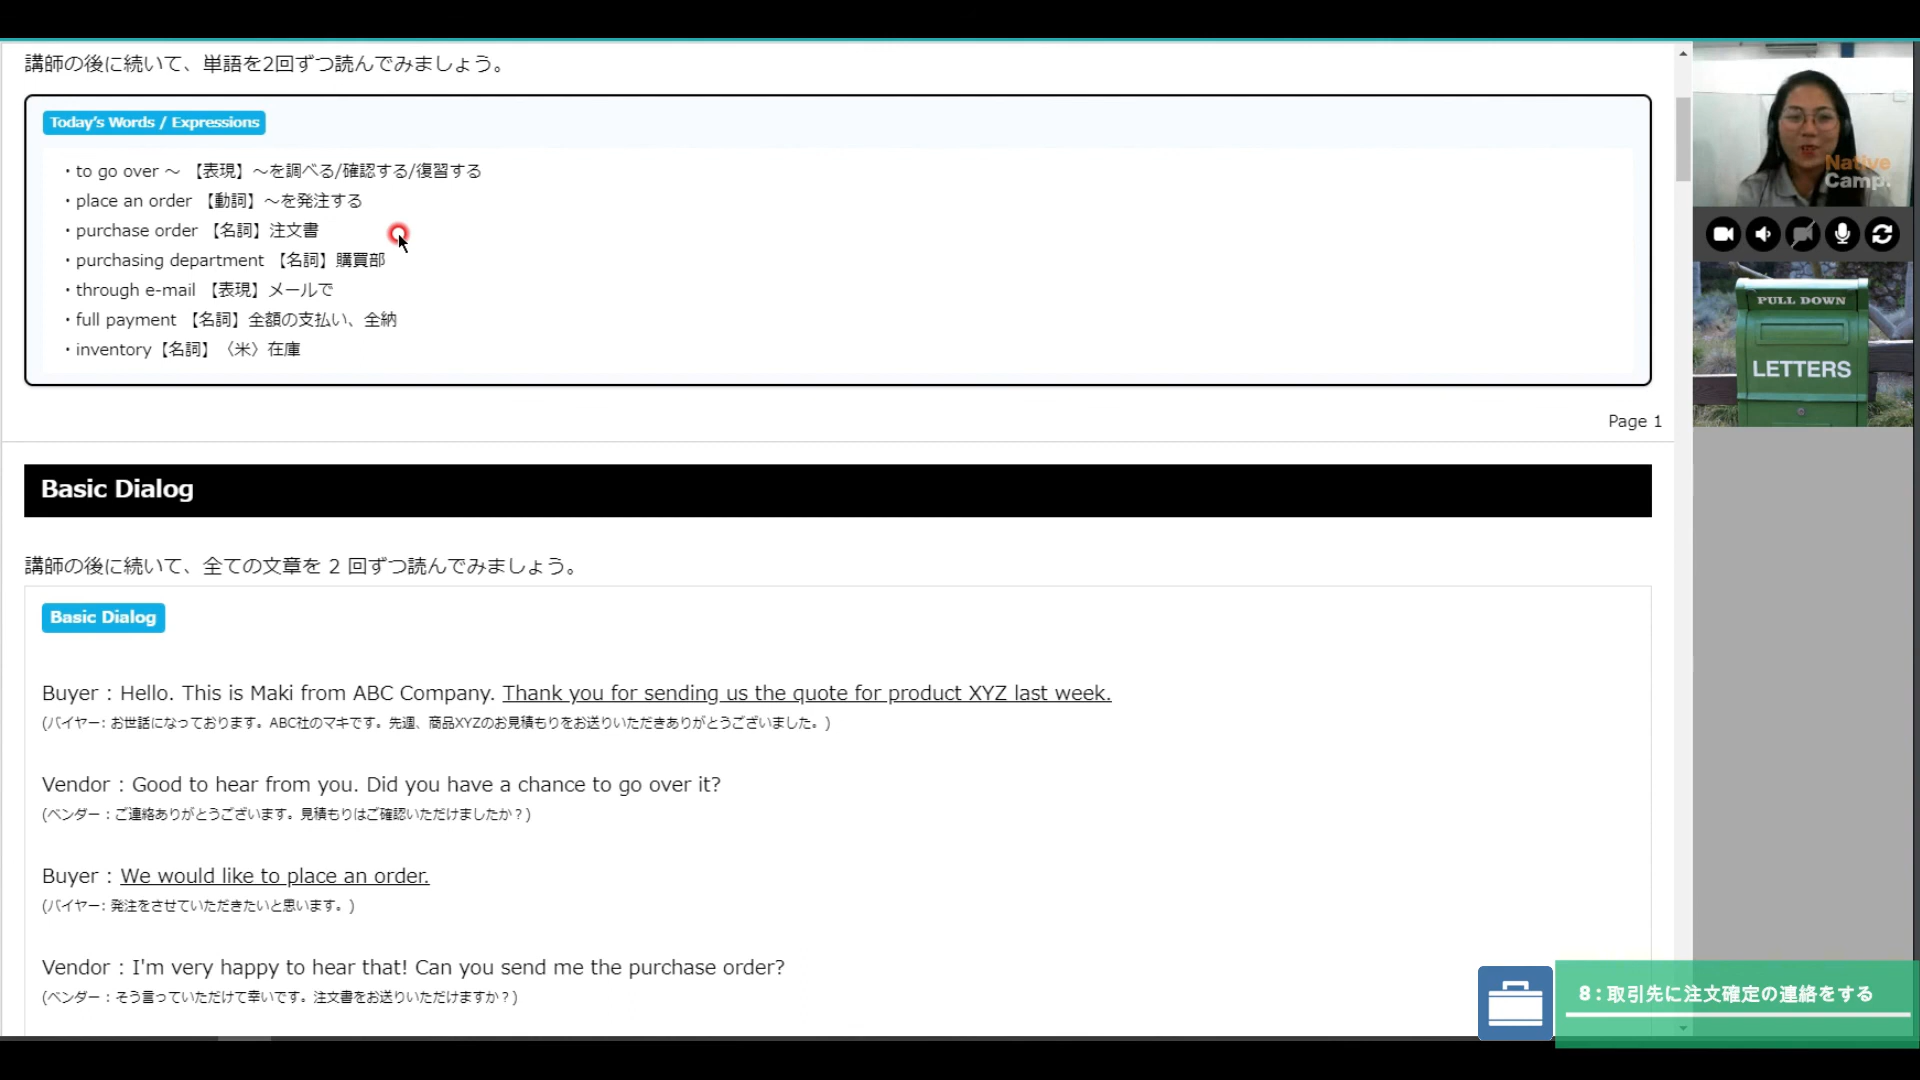 講師の後に続いて、単語を2回ずつ読んでみましょう。
Today's Words / Expressions
・to go over ～ 【表現】～を調べる/確認する/復習する
・place an order 【動詞】～を発注する
・purchase order 【名詞】注文書
・purchasing department 【名詞】購買部
・through e-mail 【表現】メールで
・full payment 【名詞】全額の支払い、全納
・inventory【名詞】〈米〉在庫
Page 1
Basic Dialog
講師の後に続いて、全ての文章を 2 回ずつ読んでみましょう。
Basic Dialog
Buyer : Hello. This is Maki from ABC Company. Thank you for sending us the quote for product XYZ last week.
(バイヤー: お世話になっております。ABC社のマキです。先週、商品XYZのお見積もりをお送りいただきありがとうございました。)
Vendor : Good to hear from you. Did you have a chance to go over it?
(ベンダー：ご連絡ありがとうございます。見積もりはご確認いただけましたか？)
Buyer : We would like to place an order.
(バイヤー: 発注をさせていただきたいと思います。)
Vendor : I'm very happy to hear that! Can you send me the purchase order?
(ベンダー：そう言っていただけて幸いです。注文書をお送りいただけますか？)
Native
Camp.
PULL DOWN
LETTERS
8：取引先に注文確定の連絡をする